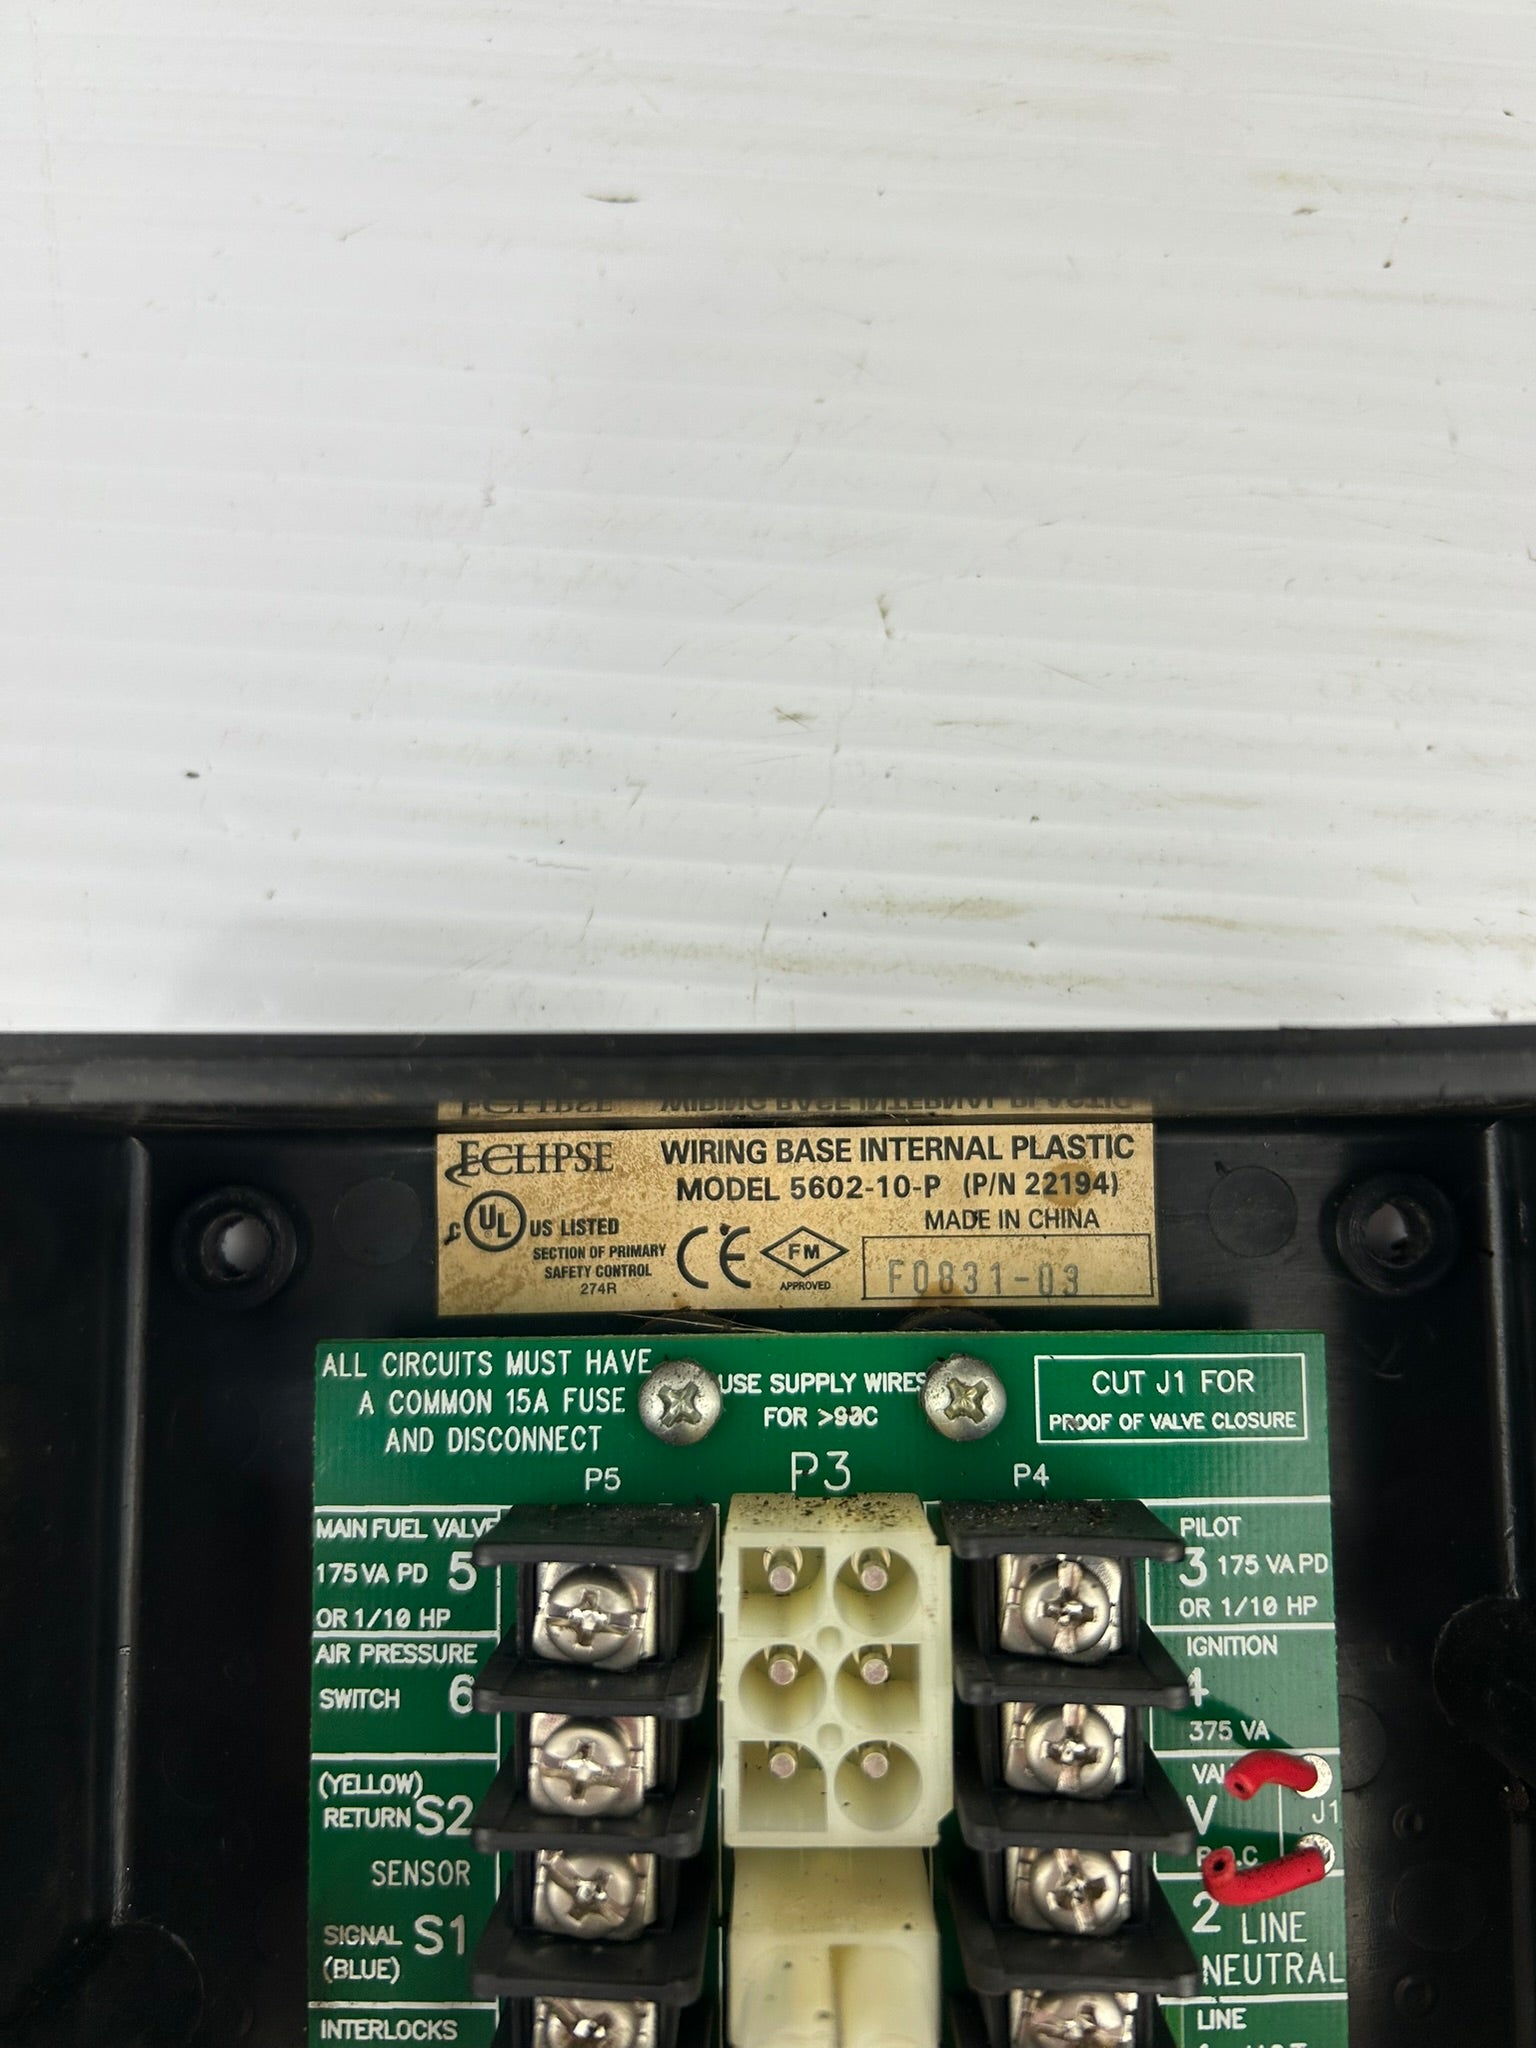 ECLIPSE WIRING BASE INTERNAL PLASTIC
MODEL 5602-10-P (P/N 22194)
MADE IN CHINA
c UL US LISTED
SECTION OF PRIMARY
SAFETY CONTROL
274R
CE
FM
APPROVED
F0831-03
ALL CIRCUITS MUST HAVE
A COMMON 15A FUSE
AND DISCONNECT
USE SUPPLY WIRES
FOR >90C
CUT J1 FOR
PROOF OF VALVE CLOSURE
P5
P3
P4
MAIN FUEL VALVE
175 VA PD 5
OR 1/10 HP
AIR PRESSURE
SWITCH 6
(YELLOW)
RETURN S2
SENSOR
SIGNAL S1
(BLUE)
INTERLOCKS
PILOT
3 175 VA PD
OR 1/10 HP
IGNITION
4
375 VA
V
J1
2 LINE
NEUTRAL
LINE